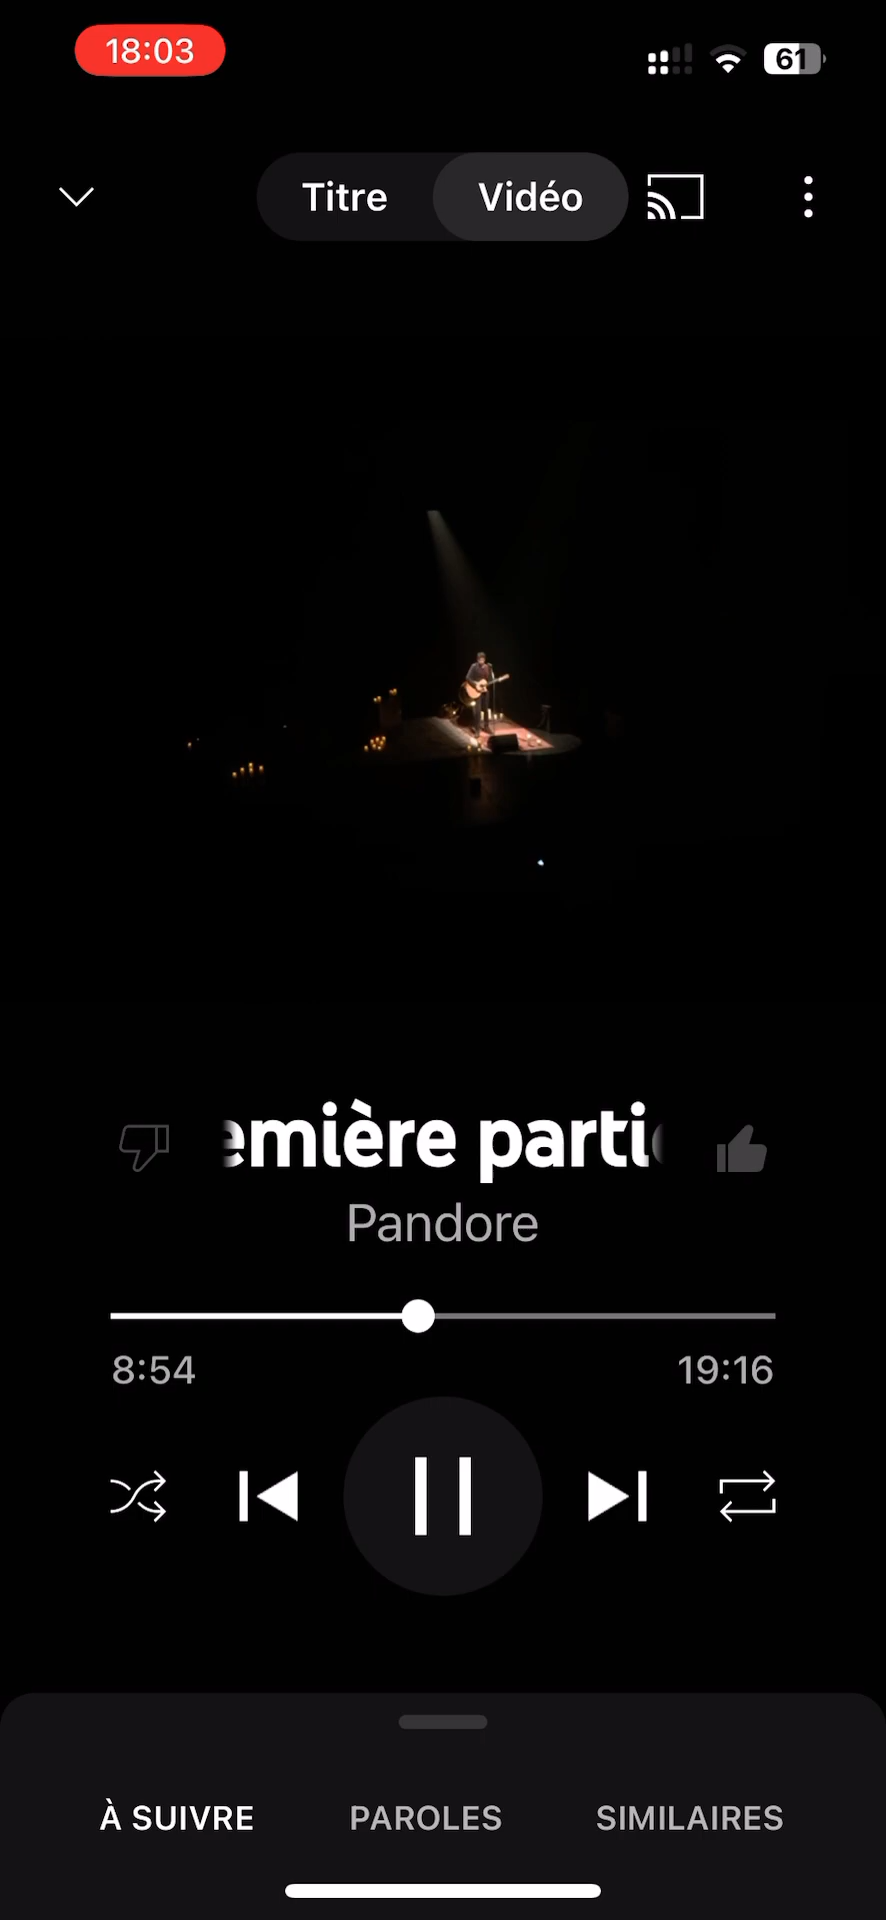 18:03
61
Titre
Vidéo
emière parti
Pandore
8:54
19:16
À SUIVRE
PAROLES
SIMILAIRES